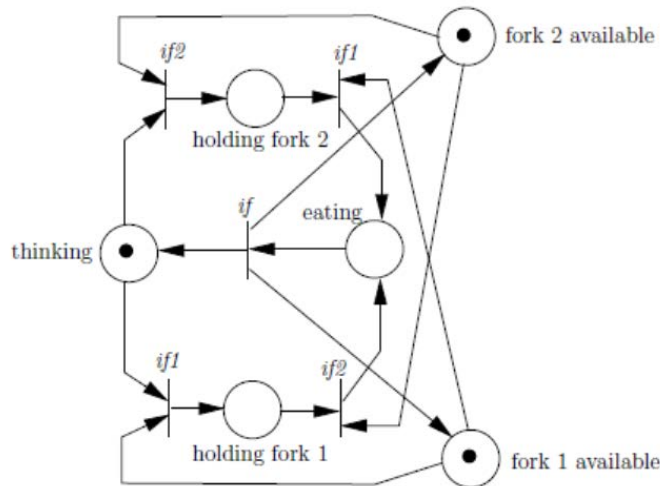 fork 2 available
if2
if1
holding fork 2
if
eating
thinking
if1
if2
holding fork 1
fork 1 available